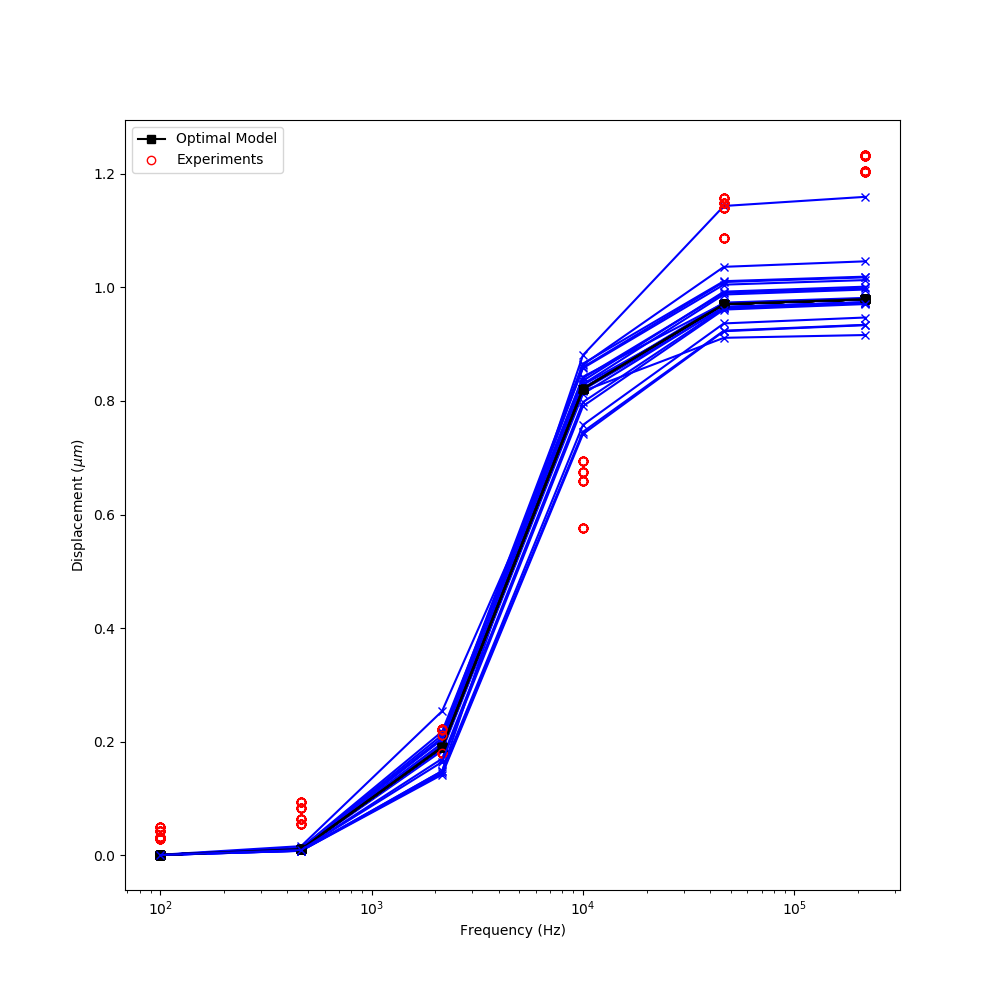 Optimal Model
Experiments
1.2
1.0
0.8
0.6
0.4
0.2
0.0
Displacement (μm)
10²
10³
10⁴
10⁵
Frequency (Hz)